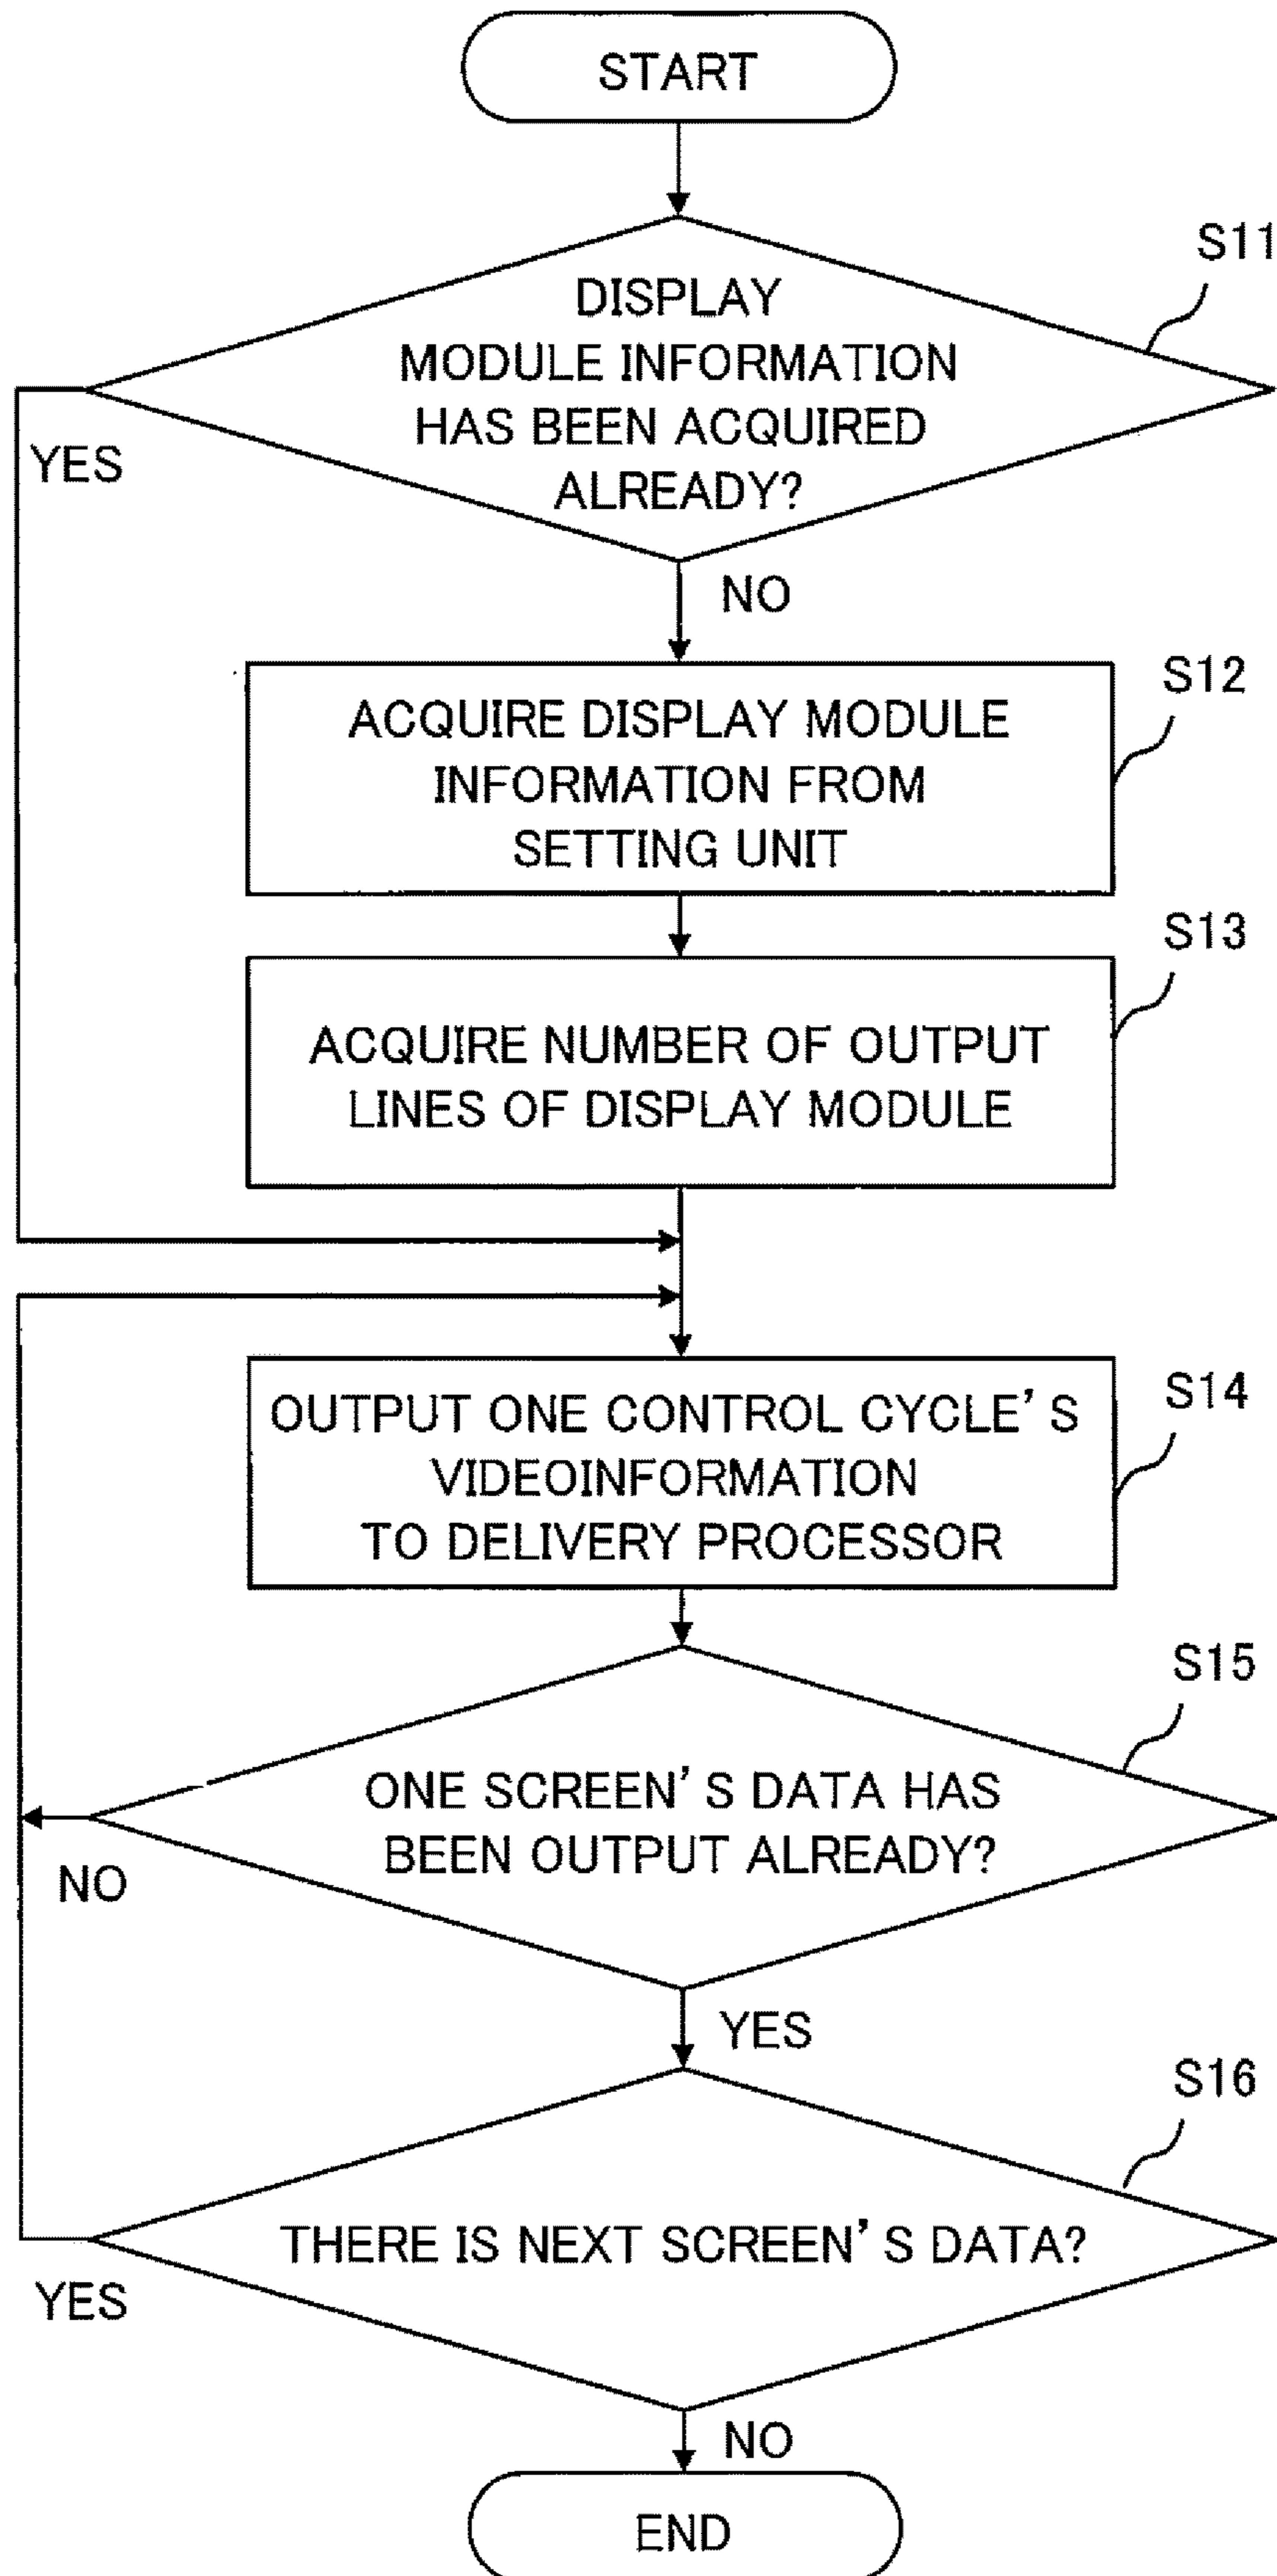 START
S11
DISPLAY
MODULE INFORMATION
HAS BEEN ACQUIRED
ALREADY?
YES
NO
S12
ACQUIRE DISPLAY MODULE
INFORMATION FROM
SETTING UNIT
S13
ACQUIRE NUMBER OF OUTPUT
LINES OF DISPLAY MODULE
S14
OUTPUT ONE CONTROL CYCLE'S
VIDEOINFORMATION
TO DELIVERY PROCESSOR
S15
ONE SCREEN'S DATA HAS
BEEN OUTPUT ALREADY?
NO
YES
S16
THERE IS NEXT SCREEN'S DATA?
YES
NO
END